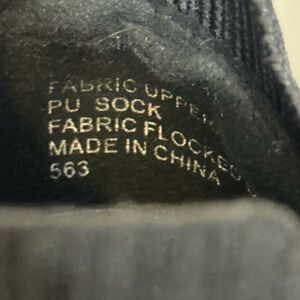 FABRIC UPPER
PU SOCK
FABRIC FLOCKED
MADE IN CHINA
563